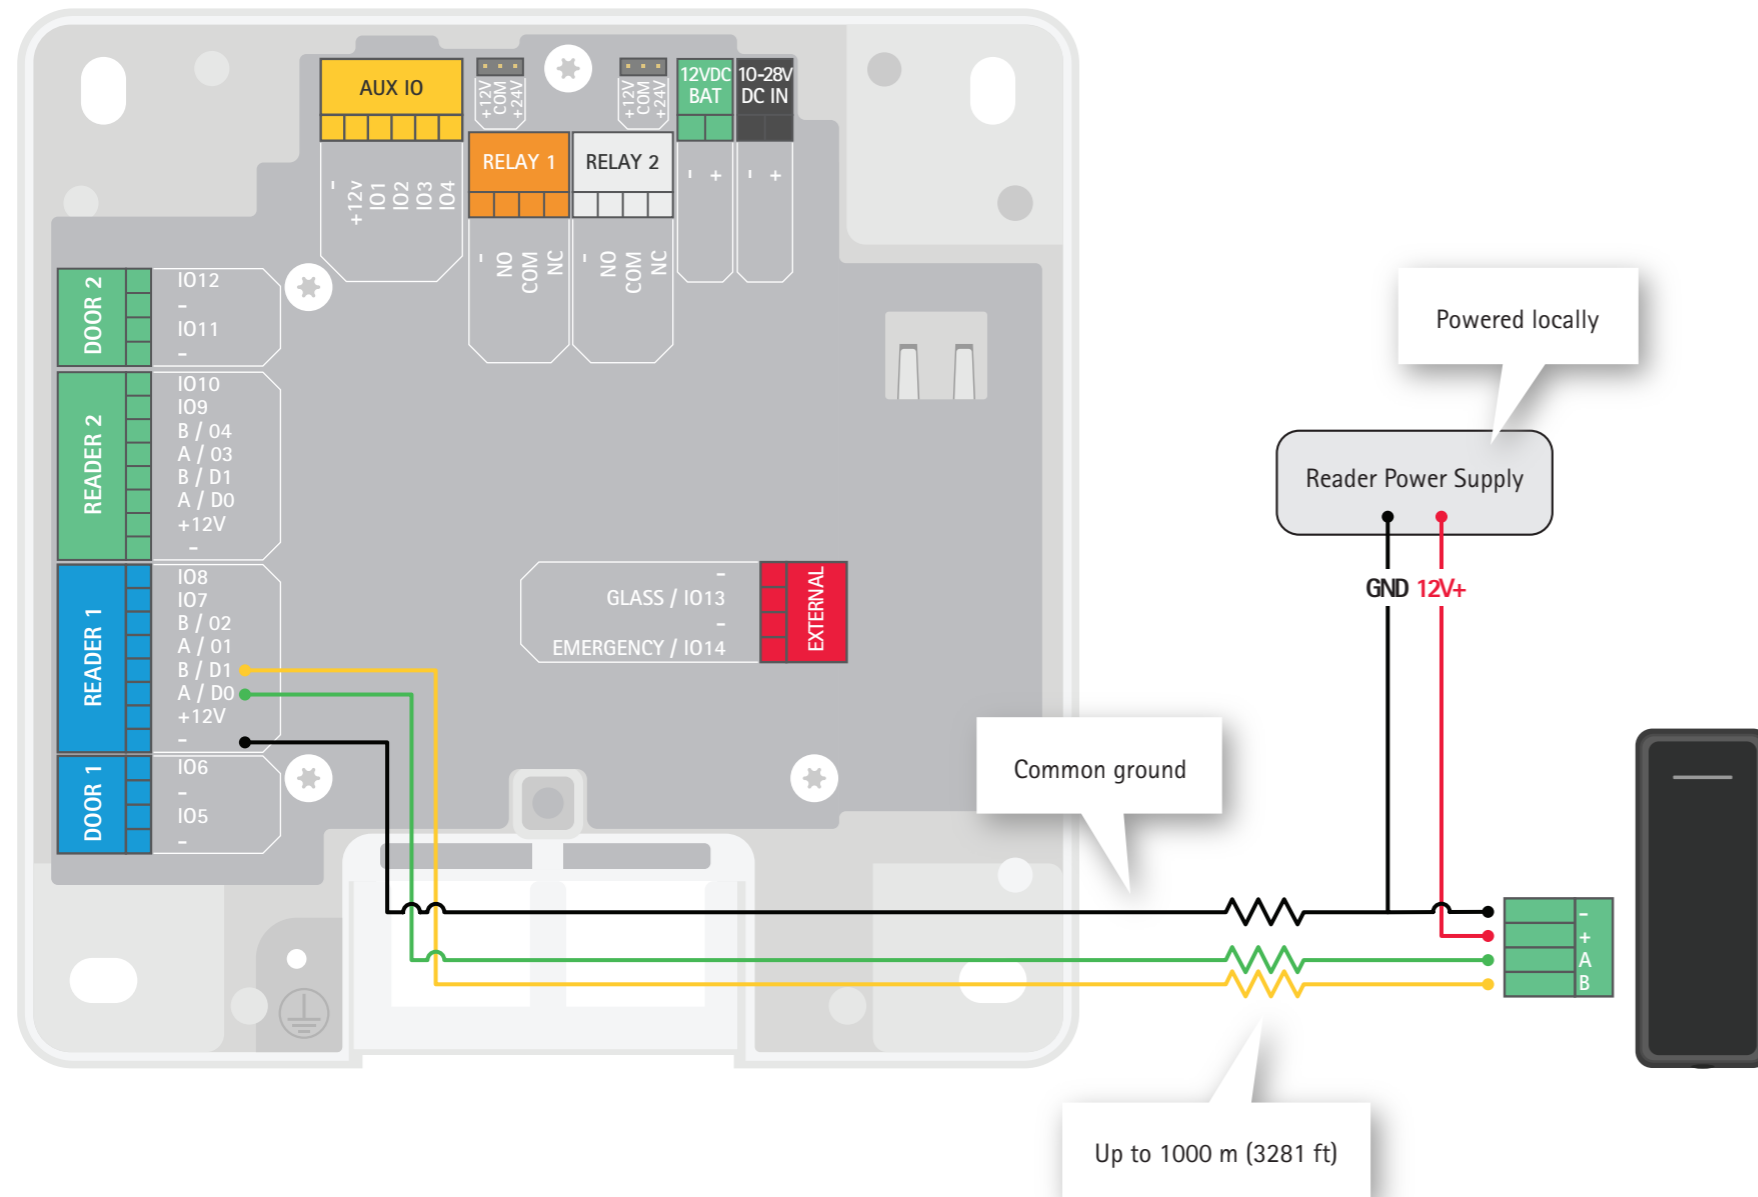 AUX IO
-
+12v
IO1
IO2
IO3
IO4
+12V
COM
+24V
RELAY 1
-
NO
COM
NC
+12V
COM
+24V
RELAY 2
-
NO
COM
NC
12VDC
BAT
- +
10-28V
DC IN
- +
DOOR 2
IO12
-
IO11
-
READER 2
IO10
IO9
B / O4
A / O3
B / D1
A / D0
+12V
-
READER 1
IO8
IO7
B / O2
A / O1
B / D1
A / D0
+12V
-
DOOR 1
IO6
-
IO5
-
-
GLASS / IO13
-
EMERGENCY / IO14
EXTERNAL
Powered locally
Reader Power Supply
GND 12V+
Common ground
-
+
A
B
Up to 1000 m (3281 ft)